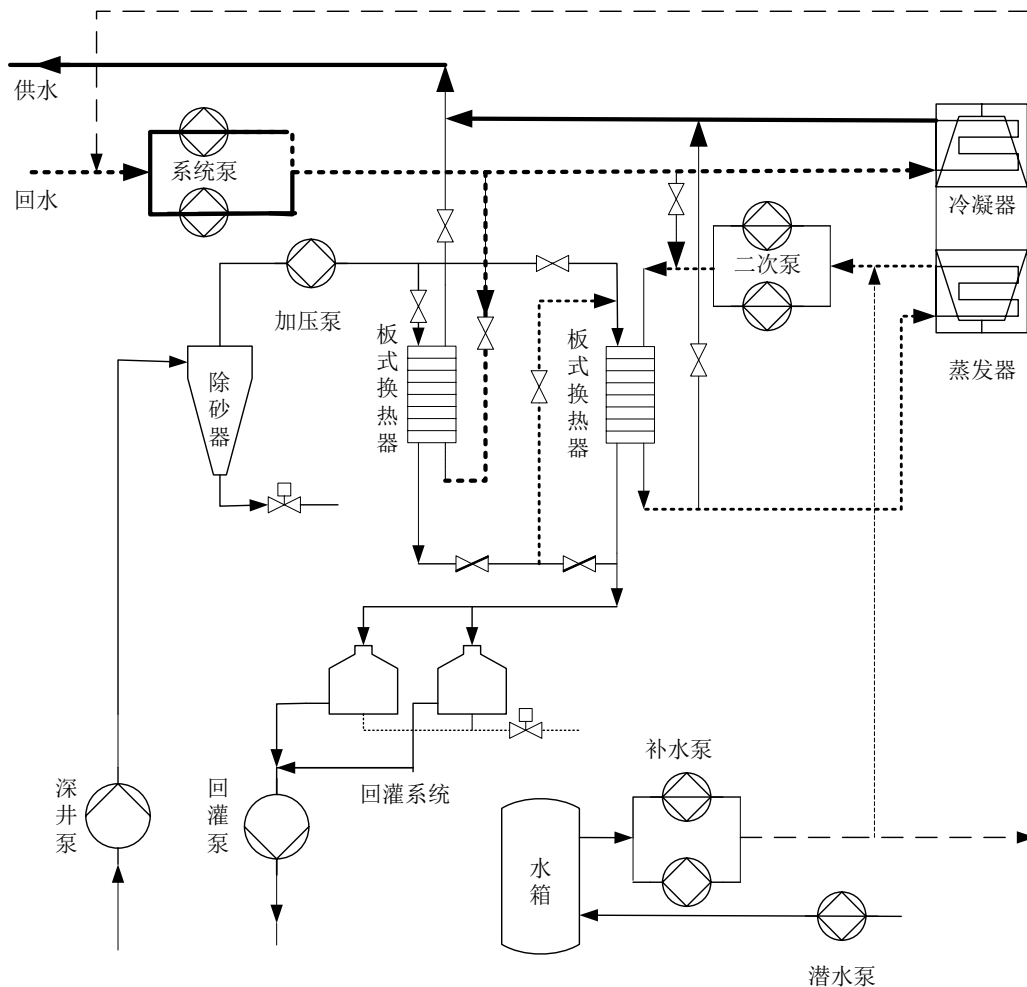 供水
回水
系统泵
冷凝器
二次泵
加压泵
蒸发器
板式换热器
板式换热器
除砂器
深井泵
回灌泵
回灌系统
补水泵
水箱
潜水泵